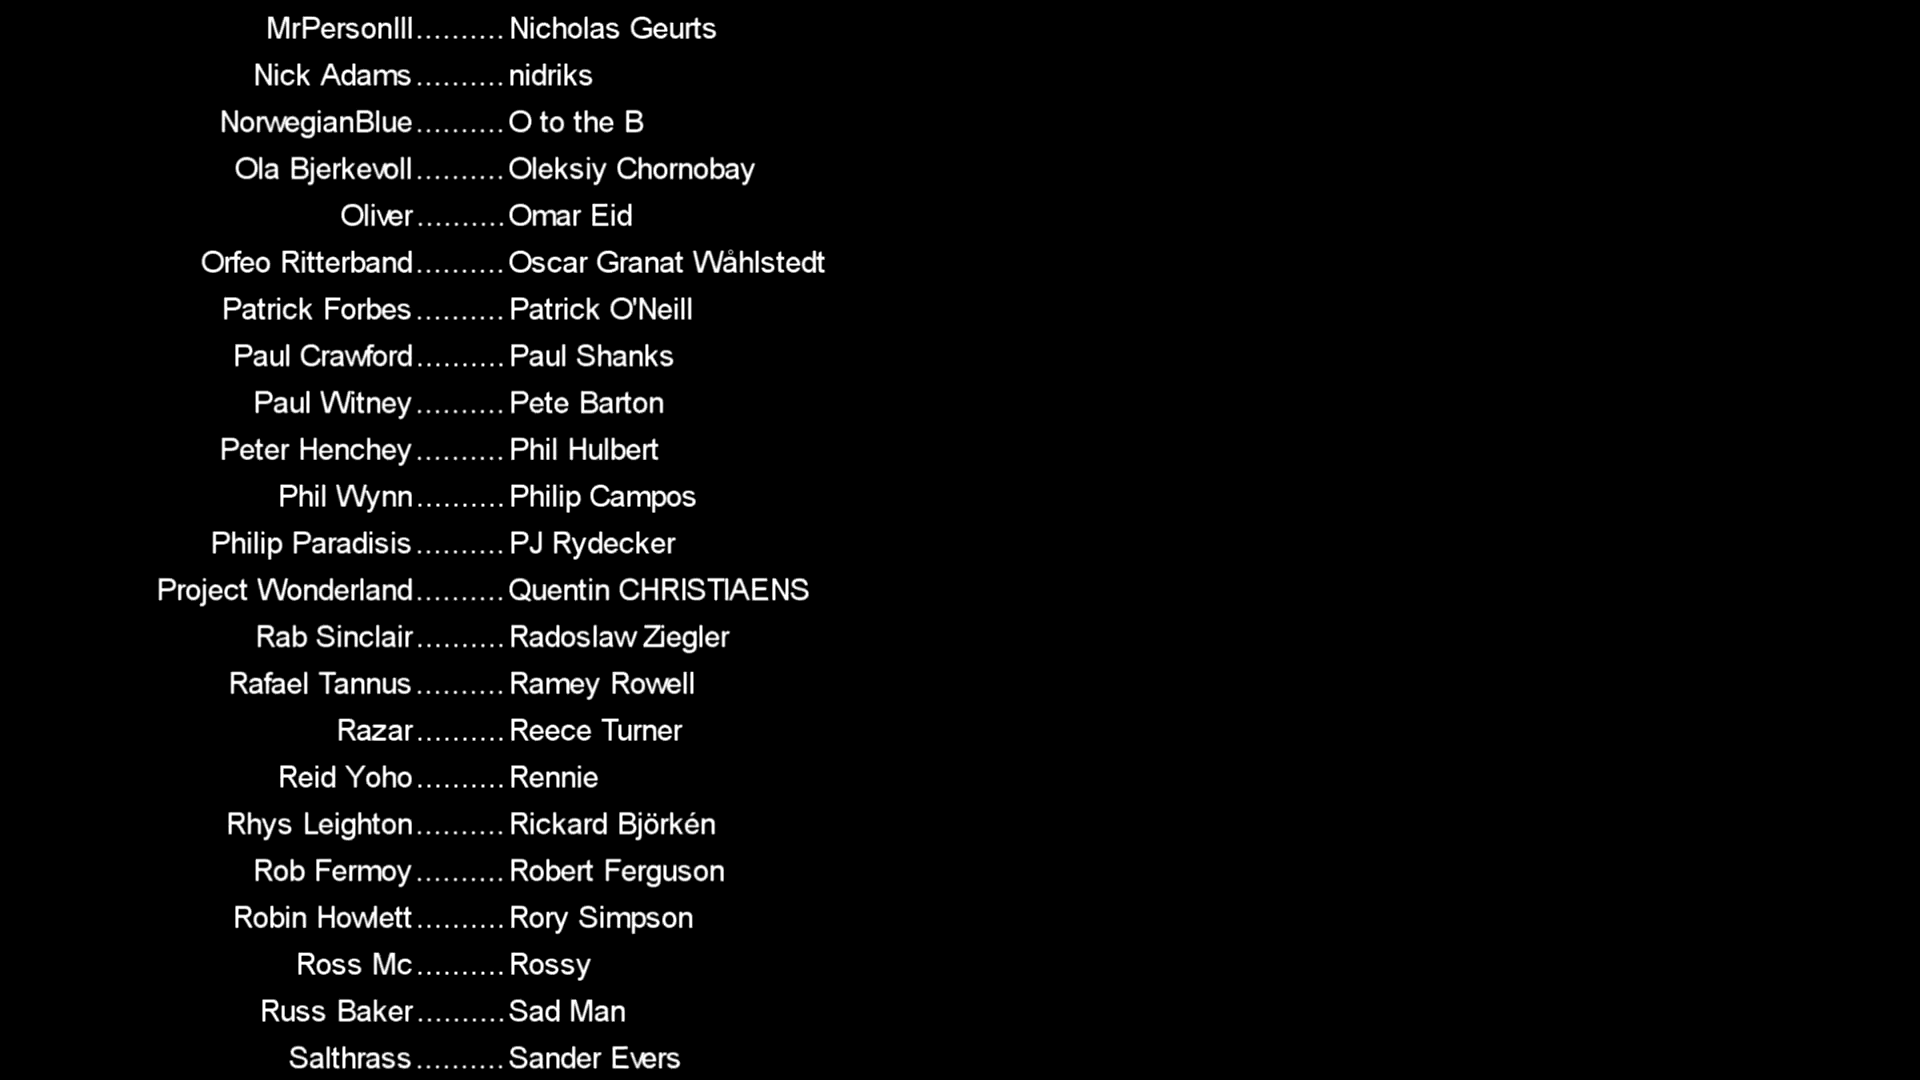 MrPersonIII..........Nicholas Geurts
Nick Adams..........nidriks
NorwegianBlue..........O to the B
Ola Bjerkevoll..........Oleksiy Chornobay
Oliver..........Omar Eid
Orfeo Ritterband..........Oscar Granat Wåhlstedt
Patrick Forbes..........Patrick O'Neill
Paul Crawford..........Paul Shanks
Paul Witney..........Pete Barton
Peter Henchey..........Phil Hulbert
Phil Wynn..........Philip Campos
Philip Paradisis..........PJ Rydecker
Project Wonderland..........Quentin CHRISTIAENS
Rab Sinclair..........Radoslaw Ziegler
Rafael Tannus..........Ramey Rowell
Razar..........Reece Turner
Reid Yoho..........Rennie
Rhys Leighton..........Rickard Björkén
Rob Fermoy..........Robert Ferguson
Robin Howlett..........Rory Simpson
Ross Mc..........Rossy
Russ Baker..........Sad Man
Salthrass..........Sander Evers